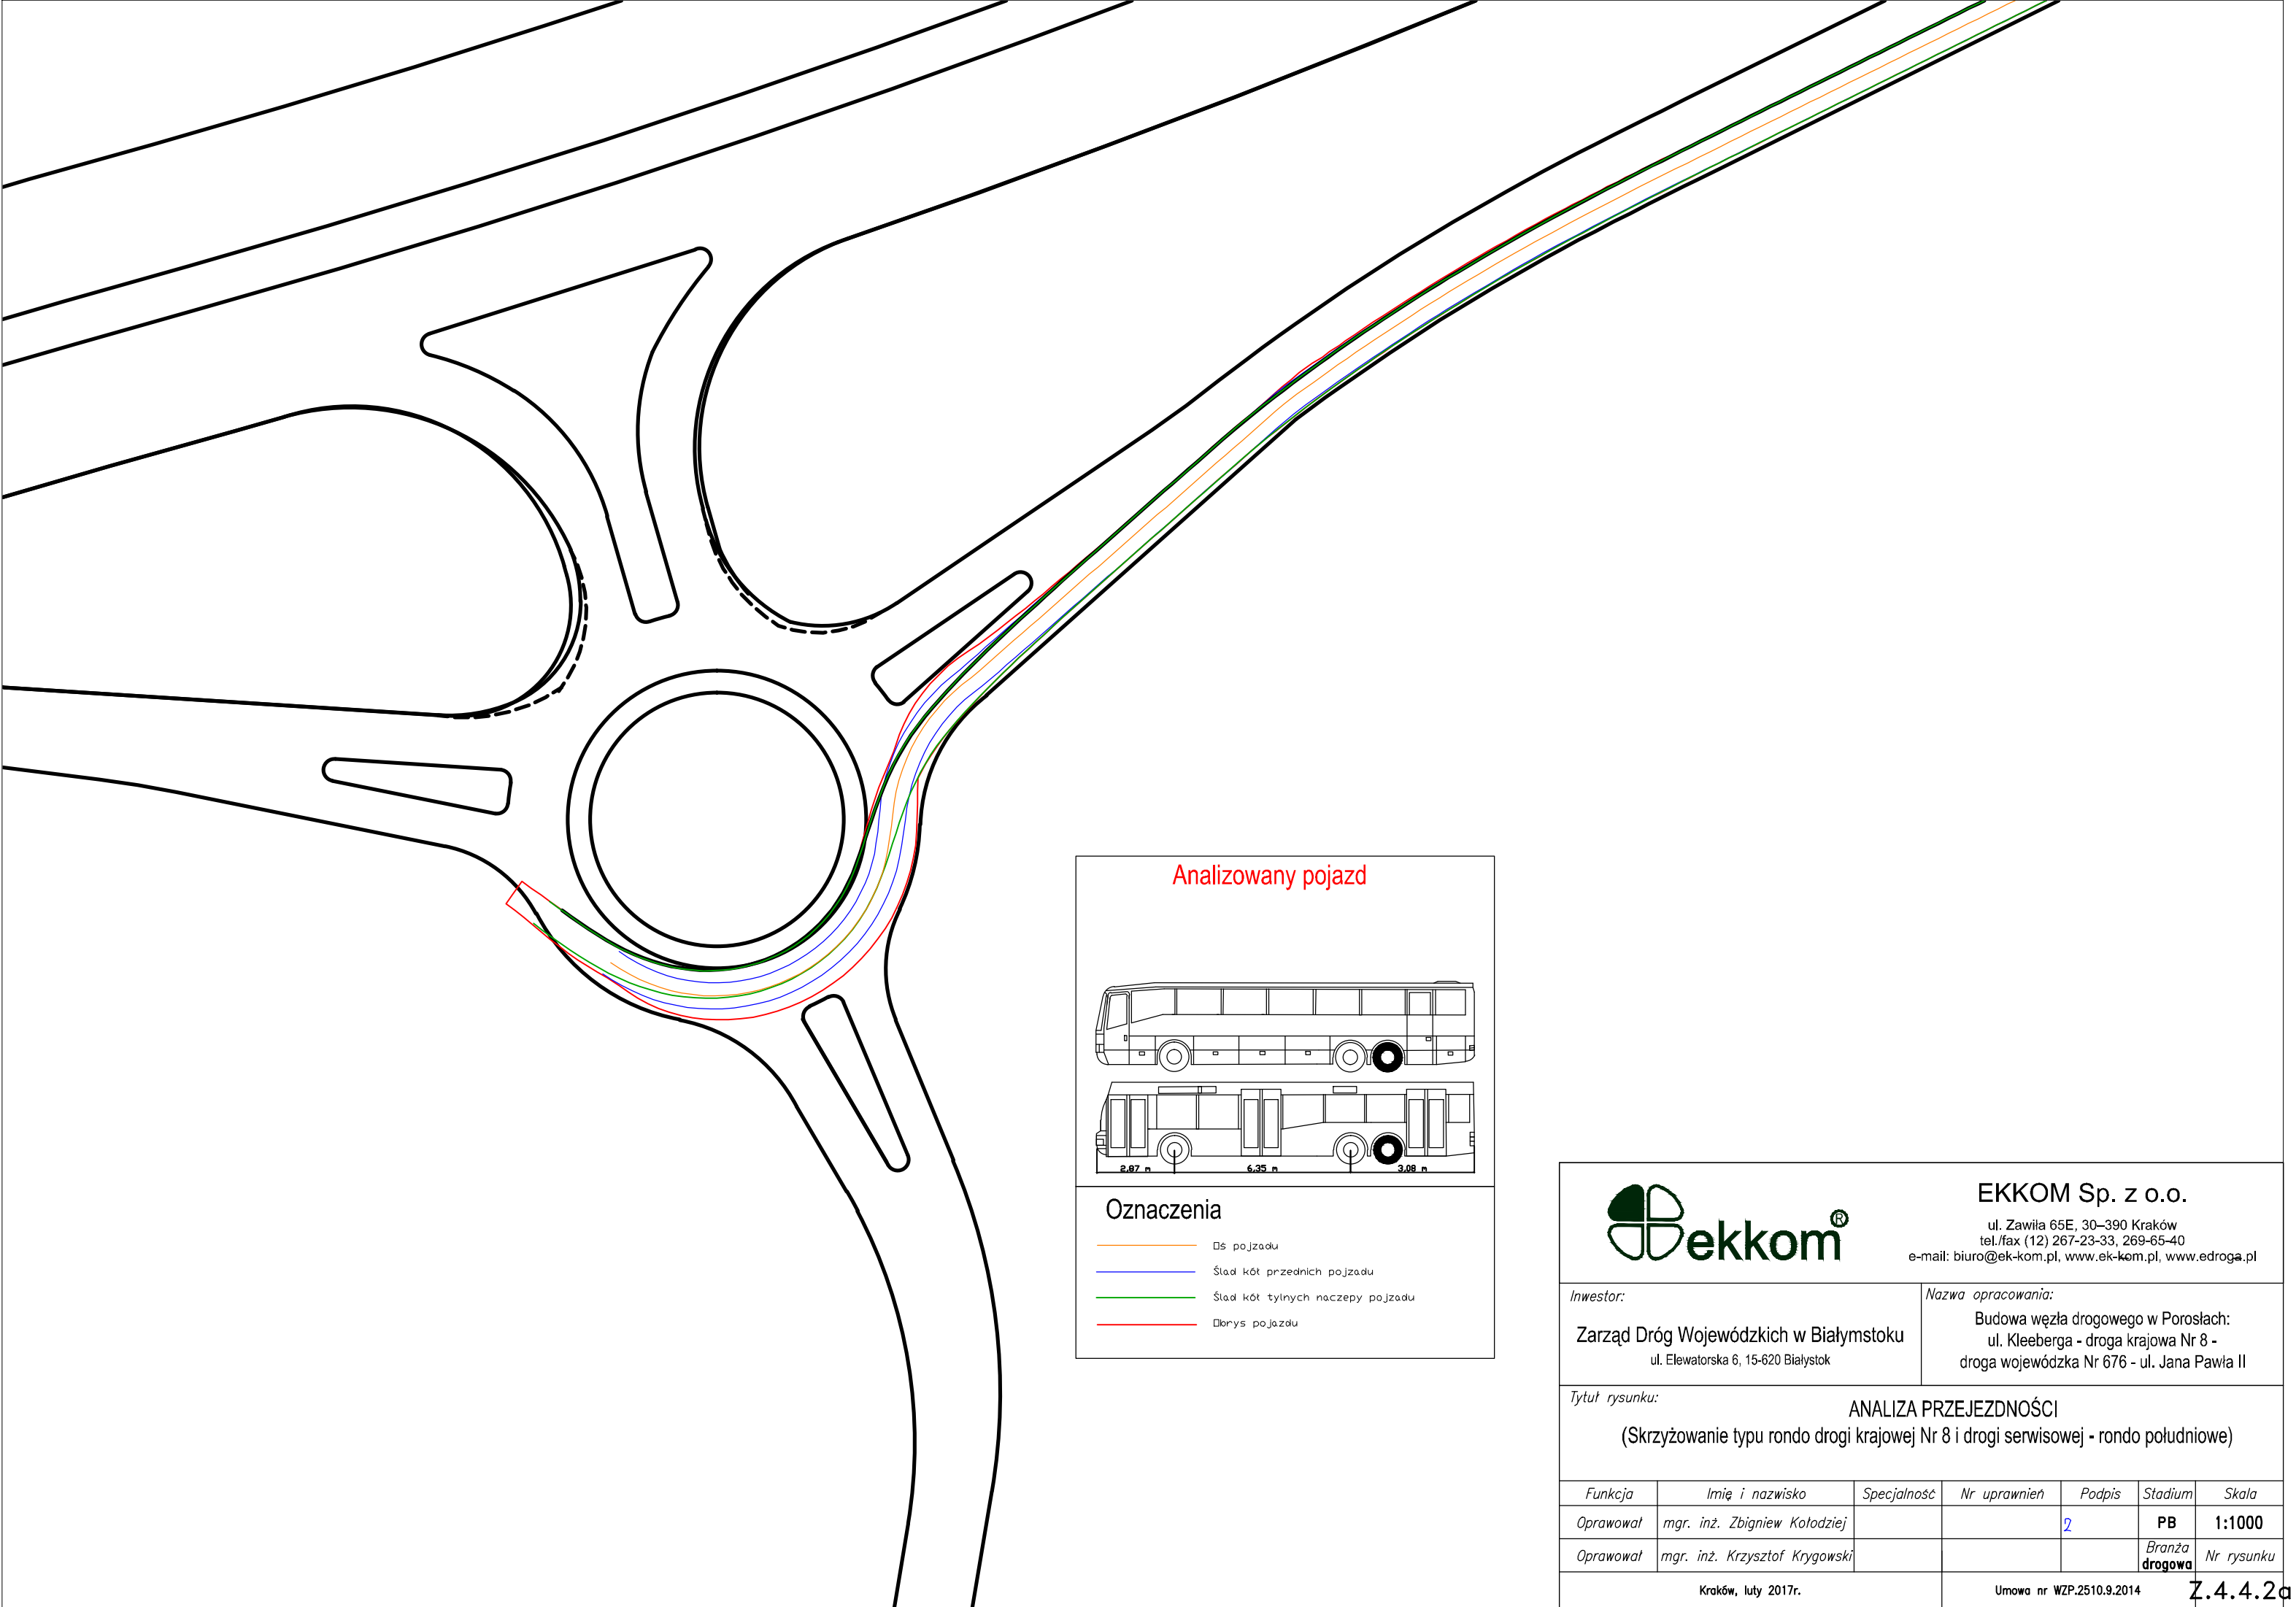 Analizowany pojazd
2.87 m 6.35 m 3.08 m
Oznaczenia
Oś pojzadu
Ślad kół przednich pojzadu
Ślad kół tylnych naczepy pojzadu
Obrys pojazdu
ekkom®
EKKOM Sp. z o.o.
ul. Zawiła 65E, 30–390 Kraków
tel./fax (12) 267-23-33, 269-65-40
e-mail: biuro@ek-kom.pl, www.ek-kom.pl, www.edroga.pl
Inwestor:
Zarząd Dróg Wojewódzkich w Białymstoku
ul. Elewatorska 6, 15-620 Białystok
Nazwa opracowania:
Budowa węzła drogowego w Porosłach:
ul. Kleeberga - droga krajowa Nr 8 -
droga wojewódzka Nr 676 - ul. Jana Pawła II
Tytuł rysunku:
ANALIZA PRZEJEZDNOŚCI
(Skrzyżowanie typu rondo drogi krajowej Nr 8 i drogi serwisowej - rondo południowe)
Funkcja Imię i nazwisko Specjalność Nr uprawnień Podpis Stadium Skala
Oprawował mgr. inż. Zbigniew Kołodziej 2 PB 1:1000
Oprawował mgr. inż. Krzysztof Krygowski Branża drogowa Nr rysunku
Kraków, luty 2017r. Umowa nr WZP.2510.9.2014 Z.4.4.2a